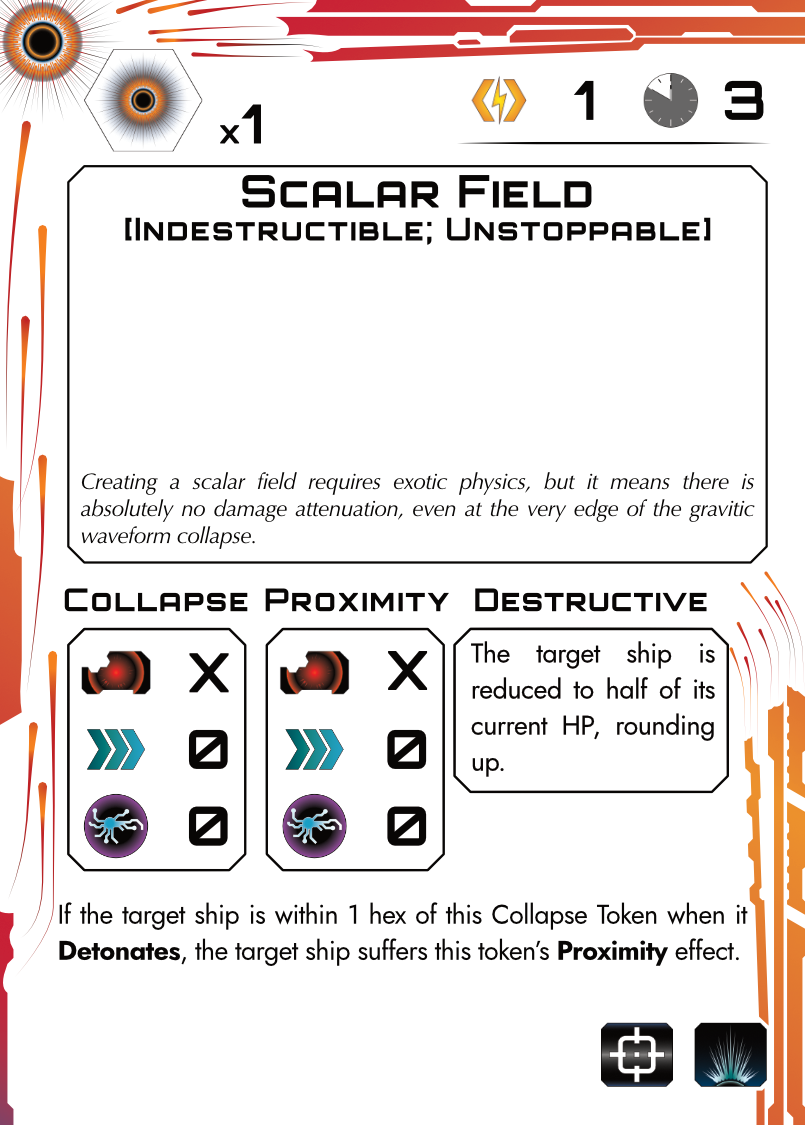 x1
1
3
Scalar Field
[Indestructible; Unstoppable]
Creating a scalar field requires exotic physics, but it means there is
absolutely no damage attenuation, even at the very edge of the gravitic
waveform collapse.
Collapse Proximity Destructive
X
0
0
X
0
0
The target ship is
reduced to half of its
current HP, rounding
up.
If the target ship is within 1 hex of this Collapse Token when it
Detonates, the target ship suffers this token's Proximity effect.